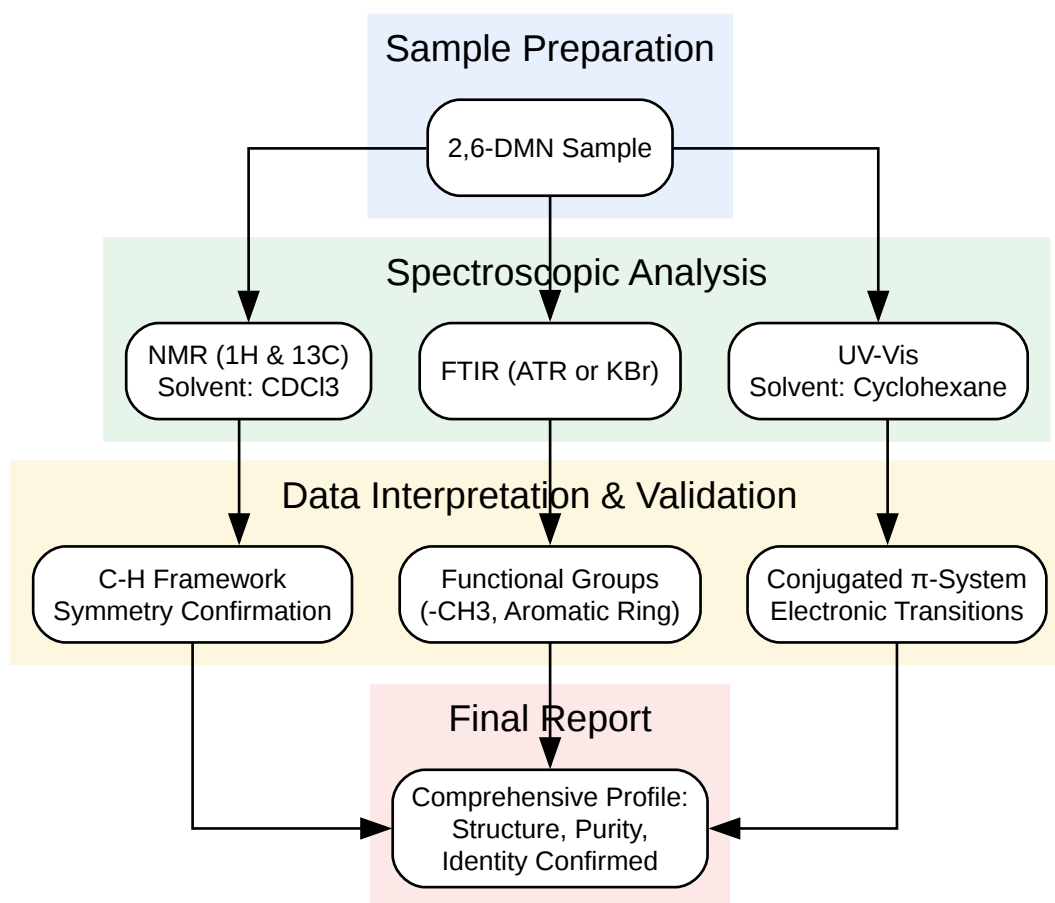 Sample Preparation
2,6-DMN Sample
Spectroscopic Analysis
NMR (1H & 13C)
Solvent: CDCl3
FTIR (ATR or KBr)
UV-Vis
Solvent: Cyclohexane
Data Interpretation & Validation
C-H Framework
Symmetry Confirmation
Functional Groups
(-CH3, Aromatic Ring)
Conjugated π-System
Electronic Transitions
Final Report
Comprehensive Profile:
Structure, Purity,
Identity Confirmed